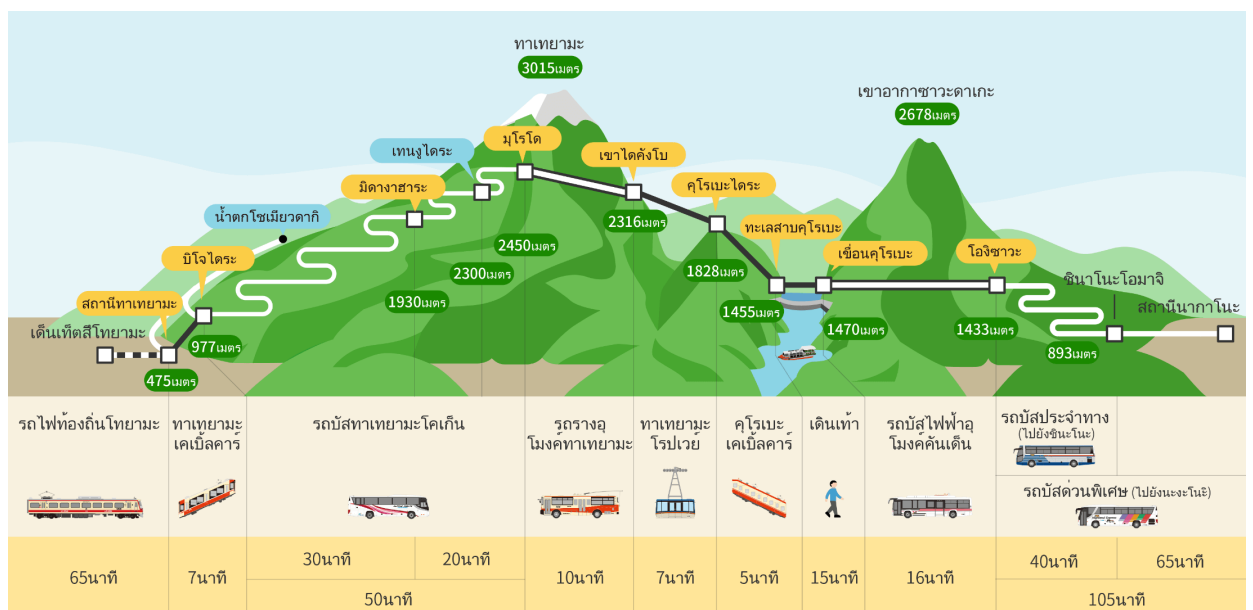 ทาเทยามะ
3015เมตร
เขาอากาซาวะดาเกะ
2678เมตร
เทนงูไดระ
มุโรโด
เขาไดคังโบ
มิดางาฮาระ
คุโรเบะไดระ
น้ำตกโชเมียวดากิ
2316เมตร
ทะเลสาบคุโรเบะ
2450เมตร
เขื่อนคุโรเบะ
โองิซาวะ
บิโจไดระ
2300เมตร
1828เมตร
ชินาโนะโอมาจิ
สถานีทาเทยามะ
1930เมตร
1455เมตร
สถานีนากาโนะ
เด็นเท็ตสึโทยามะ
977เมตร
1470เมตร
1433เมตร
893เมตร
475เมตร
รถไฟท้องถิ่นโทยามะ
ทาเทยามะ
เคเบิ้ลคาร์
รถบัสทาเทยามะโคเก็น
รถรางอุ
โมงค์ทาเทยามะ
ทาเทยามะ
โรปเวย์
คุโรเบะ
เคเบิ้ลคาร์
เดินเท้า
รถบัสไฟฟ้าอุ
โมงค์คันเด็น
รถบัสประจำทาง
(ไปยังชินะโนะ)
รถบัสด่วนพิเศษ (ไปยังนะงะโนะ)
65นาที
7นาที
30นาที
20นาที
50นาที
10นาที
7นาที
5นาที
15นาที
16นาที
40นาที
65นาที
105นาที